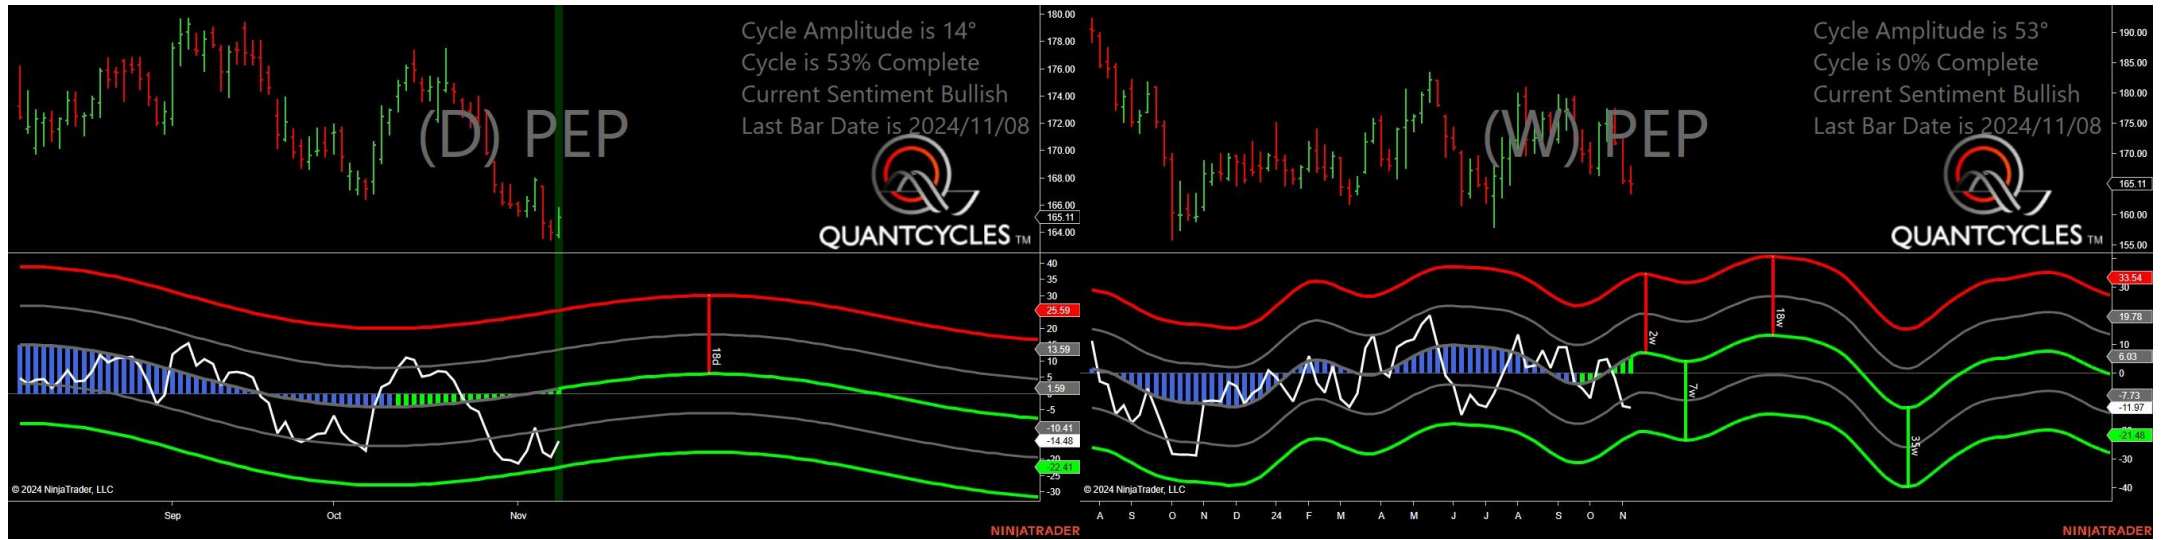 Cycle Amplitude is 14°
Cycle is 53% Complete
Current Sentiment Bullish
Last Bar Date is 2024/11/08
(D) PEP
QUANTCYCLES TM
180.00
178.00
176.00
174.00
172.00
170.00
168.00
166.00
165.11
164.00
40
35
30
25.59
20
13.59
10
5
1.59
-5
-10.41
-14.48
-20
-22.41
-25
-30
18d
© 2024 NinjaTrader, LLC
Sep Oct Nov
NINJATRADER
Cycle Amplitude is 53°
Cycle is 0% Complete
Current Sentiment Bullish
Last Bar Date is 2024/11/08
(W) PEP
QUANTCYCLES TM
190.00
185.00
180.00
175.00
170.00
165.11
160.00
155.00
33.54
30
19.78
10
6.03
0
-7.73
-11.97
-21.48
-30
-40
2w
7w
18w
35w
© 2024 NinjaTrader, LLC
A S O N D 24 F M A M J J A S O N
NINJATRADER